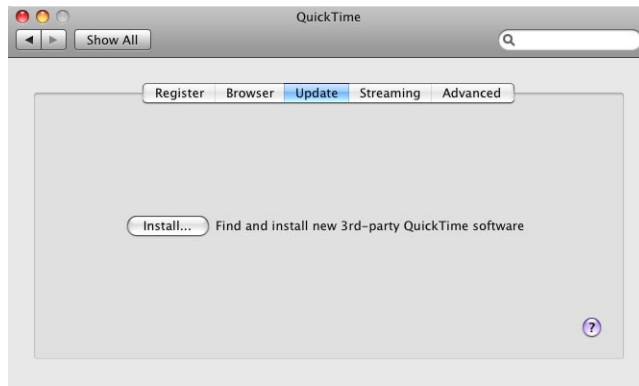 QuickTime
Show All
Register Browser Update Streaming Advanced
Install... Find and install new 3rd-party QuickTime software
?